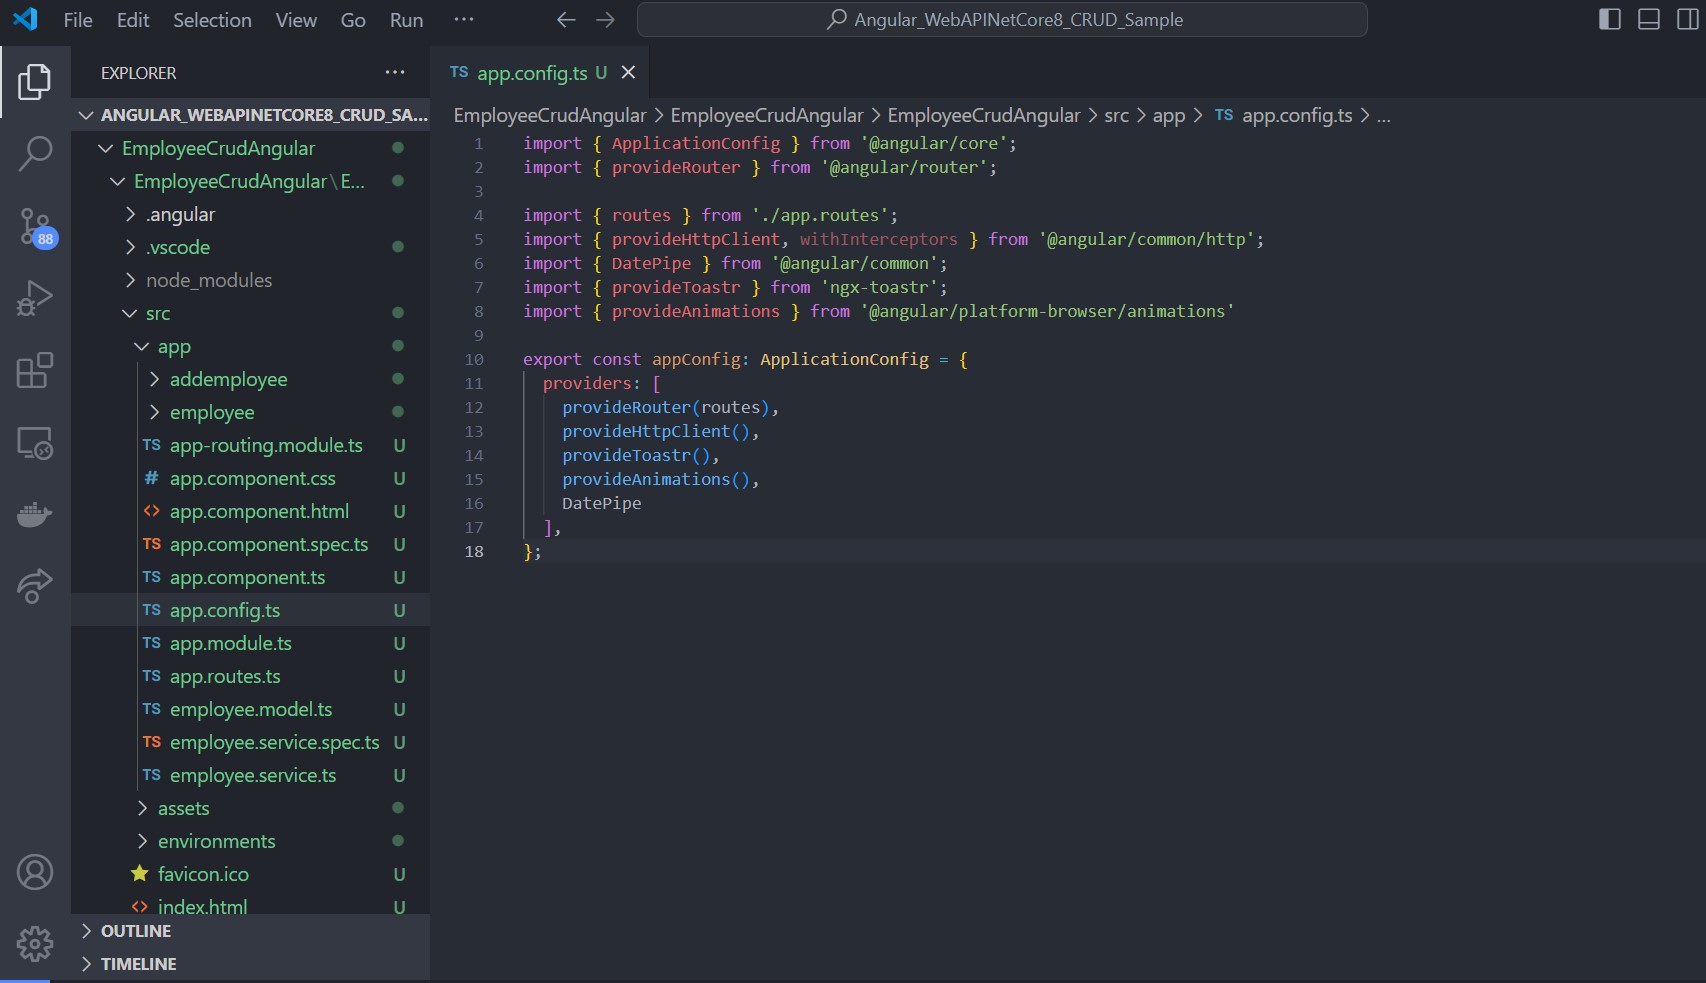 File Edit Selection View Go Run ··· Angular_WebAPINetCore8_CRUD_Sample
EXPLORER ···
ANGULAR_WEBAPINETCORE8_CRUD_SA...
EmployeeCrudAngular
EmployeeCrudAngular\E...
.angular
.vscode
88
node_modules
src
app
addemployee
employee
TS app-routing.module.ts U
# app.component.css U
<> app.component.html U
TS app.component.spec.ts U
TS app.component.ts U
TS app.config.ts U
TS app.module.ts U
TS app.routes.ts U
TS employee.model.ts U
TS employee.service.spec.ts U
TS employee.service.ts U
assets
environments
favicon.ico U
<> index.html U
OUTLINE
TIMELINE
TS app.config.ts U
EmployeeCrudAngular > EmployeeCrudAngular > EmployeeCrudAngular > src > app > TS app.config.ts > ...
1 import { ApplicationConfig } from '@angular/core';
2 import { provideRouter } from '@angular/router';
3
4 import { routes } from './app.routes';
5 import { provideHttpClient, withInterceptors } from '@angular/common/http';
6 import { DatePipe } from '@angular/common';
7 import { provideToastr } from 'ngx-toastr';
8 import { provideAnimations } from '@angular/platform-browser/animations'
9
10 export const appConfig: ApplicationConfig = {
11 providers: [
12 provideRouter(routes),
13 provideHttpClient(),
14 provideToastr(),
15 provideAnimations(),
16 DatePipe
17 ],
18 };